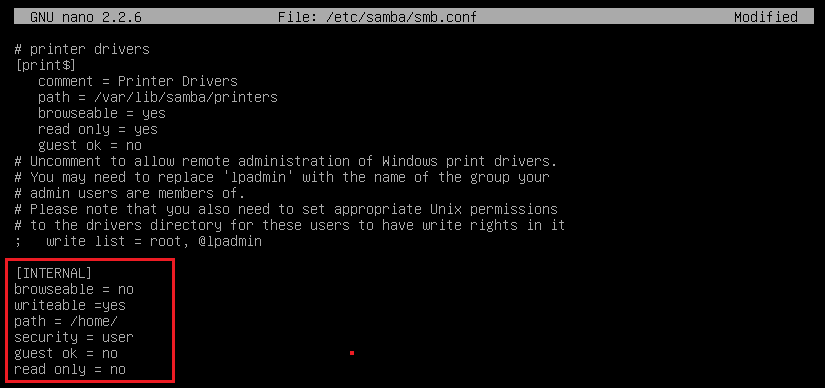 GNU nano 2.2.6 File: /etc/samba/smb.conf Modified
# printer drivers
[print$]
comment = Printer Drivers
path = /var/lib/samba/printers
browseable = yes
read only = yes
guest ok = no
# Uncomment to allow remote administration of Windows print drivers.
# You may need to replace 'lpadmin' with the name of the group your
# admin users are members of.
# Please note that you also need to set appropriate Unix permissions
# to the drivers directory for these users to have write rights in it
;   write list = root, @lpadmin
[INTERNAL]
browseable = no
writeable =yes
path = /home/
security = user
guest ok = no
read only = no